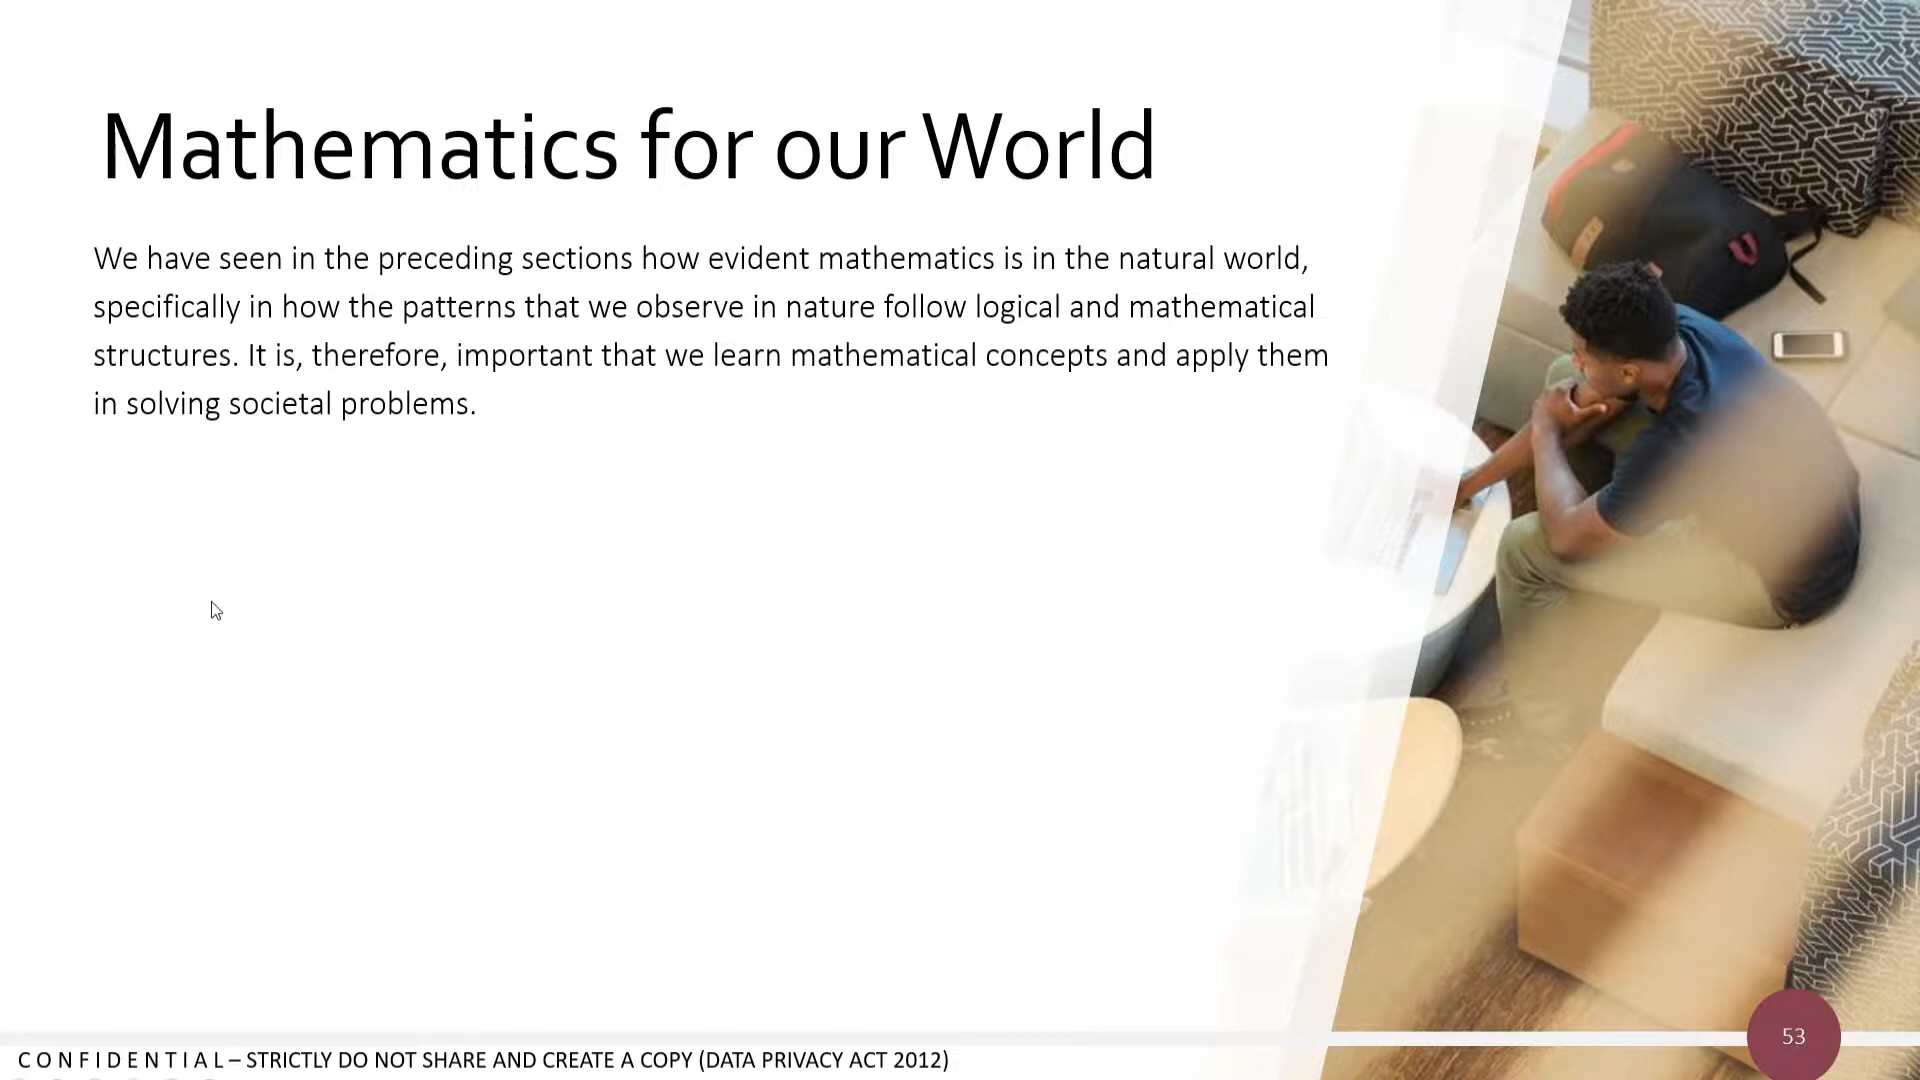 Mathematics for our World
We have seen in the preceding sections how evident mathematics is in the natural world,
specifically in how the patterns that we observe in nature follow logical and mathematical
structures. It is, therefore, important that we learn mathematical concepts and apply them
in solving societal problems.
53
CONFIDENTIAL – STRICTLY DO NOT SHARE AND CREATE A COPY (DATA PRIVACY ACT 2012)